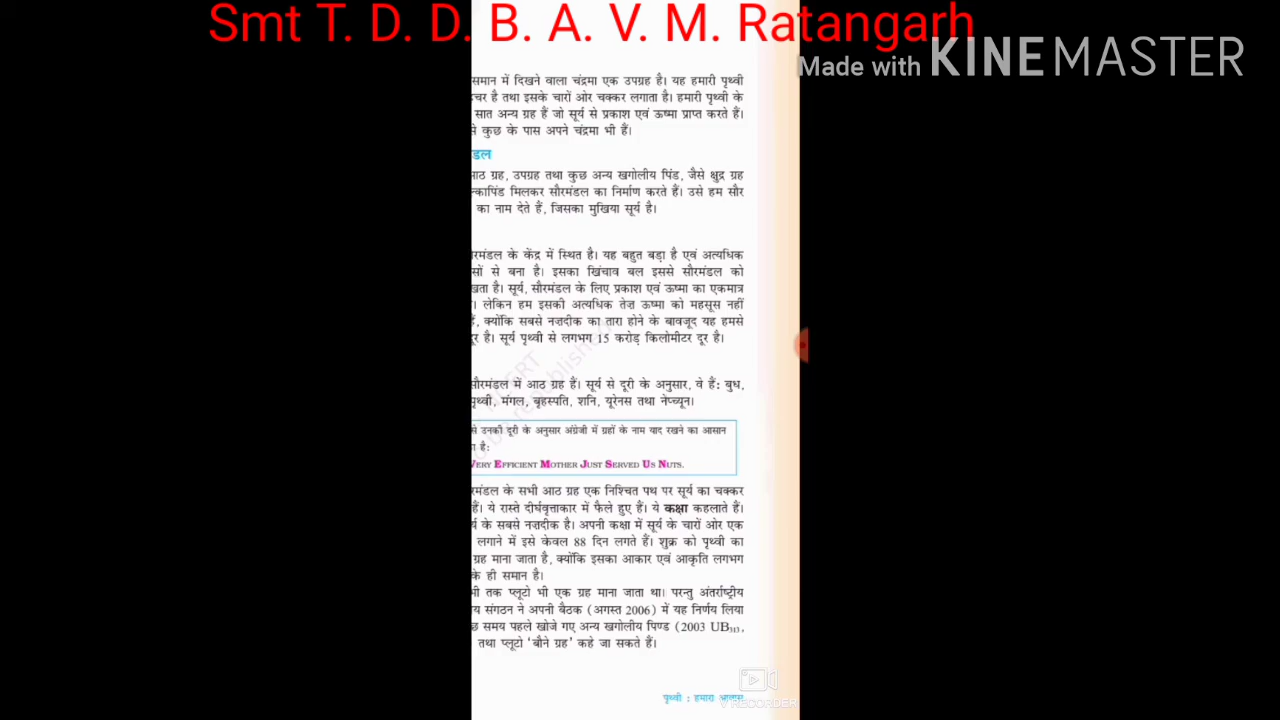 Smt T. D. D. B. A. V. M. Ratangarh
Made with KINEMASTER
समान में दिखने वाला चंद्रमा एक उपग्रह है। यह हमारी पृथ्वी
चर है तथा इसके चारों ओर चक्कर लगाता है। हमारी पृथ्वी के
सात अन्य ग्रह हैं जो सूर्य से प्रकाश एवं ऊष्मा प्राप्त करते हैं।
से कुछ के पास अपने चंद्रमा भी हैं।
डल
आठ ग्रह, उपग्रह तथा कुछ अन्य खगोलीय पिंड, जैसे क्षुद्र ग्रह
ल्कापिंड मिलकर सौरमंडल का निर्माण करते हैं। उसे हम सौर
का नाम देते हैं, जिसका मुखिया सूर्य है।
रमंडल के केंद्र में स्थित है। यह बहुत बड़ा है एवं अत्यधिक
सों से बना है। इसका खिंचाव बल इससे सौरमंडल को
खता है। सूर्य, सौरमंडल के लिए प्रकाश एवं ऊष्मा का एकमात्र
। लेकिन हम इसकी अत्यधिक तेज़ ऊष्मा को महसूस नहीं
हैं, क्योंकि सबसे नज़दीक का तारा होने के बावजूद यह हमसे
दूर है। सूर्य पृथ्वी से लगभग 15 करोड़ किलोमीटर दूर है।
सौरमंडल में आठ ग्रह हैं। सूर्य से दूरी के अनुसार, वे हैं: बुध,
पृथ्वी, मंगल, बृहस्पति, शनि, यूरेनस तथा नेप्च्यून।
से उनकी दूरी के अनुसार अंग्रेजी में ग्रहों के नाम याद रखने का आसान
है:
VERY EFFICIENT MOTHER JUST SERVED US NUTS.
रमंडल के सभी आठ ग्रह एक निश्चित पथ पर सूर्य का चक्कर
हैं। ये रास्ते दीर्घवृत्ताकार में फैले हुए हैं। ये कक्षा कहलाते हैं।
र्य के सबसे नज़दीक है। अपनी कक्षा में सूर्य के चारों ओर एक
लगाने में इसे केवल 88 दिन लगते हैं। शुक्र को पृथ्वी का
ग्रह माना जाता है, क्योंकि इसका आकार एवं आकृति लगभग
के ही समान है।
भी तक प्लूटो भी एक ग्रह माना जाता था। परन्तु अंतर्राष्ट्रीय
य संगठन ने अपनी बैठक (अगस्त 2006) में यह निर्णय लिया
छ समय पहले खोजे गए अन्य खगोलीय पिण्ड (2003 UB₃₁₃,
तथा प्लूटो 'बौने ग्रह' कहे जा सकते हैं।
पृथ्वी : हमारा आवास
V RECORDER